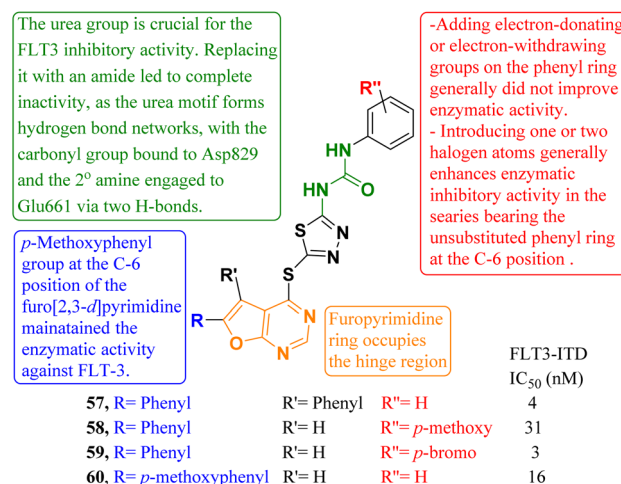 The urea group is crucial for the
FLT3 inhibitory activity. Replacing
it with an amide led to complete
inactivity, as the urea motif forms
hydrogen bond networks, with the
carbonyl group bound to Asp829
and the 2o amine engaged to
Glu661 via two H-bonds.
-Adding electron-donating
or electron-withdrawing
groups on the phenyl ring
generally did not improve
enzymatic activity.
- Introducing one or two
halogen atoms generally
enhances enzymatic
inhibitory activity in the
searies bearing the
unsubstituted phenyl ring
at the C-6 position .
R"
NH
NH
O
S
N
N
S
R'
R
O
N
N
p-Methoxyphenyl
group at the C-6
position of the
furo[2,3-d]pyrimidine
mainatained the
enzymatic activity
against FLT-3.
Furopyrimidine
ring occupies
the hinge region
FLT3-ITD
IC50 (nM)
57, R= Phenyl R'= Phenyl R"= H 4
58, R= Phenyl R'= H R"= p-methoxy 31
59, R= Phenyl R'= H R"= p-bromo 3
60, R= p-methoxyphenyl R'= H R"= H 16